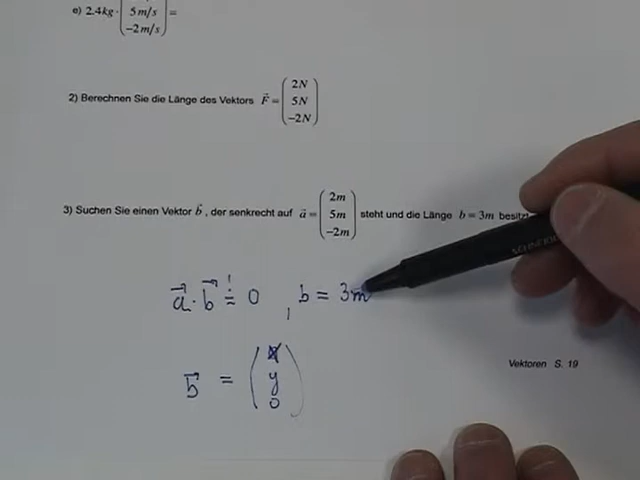 e) 2.4kg · ( 5m/s −2m/s ) =
2) Berechnen Sie die Länge des Vektors F⃗ = ( 2N 5N −2N )
3) Suchen Sie einen Vektor b⃗ , der senkrecht auf a⃗ = ( 2m 5m −2m ) steht und die Länge b = 3m besitzt
a⃗ · b⃗ =! 0 , b = 3m
b⃗ = ( x y 0 )
Vektoren S. 19